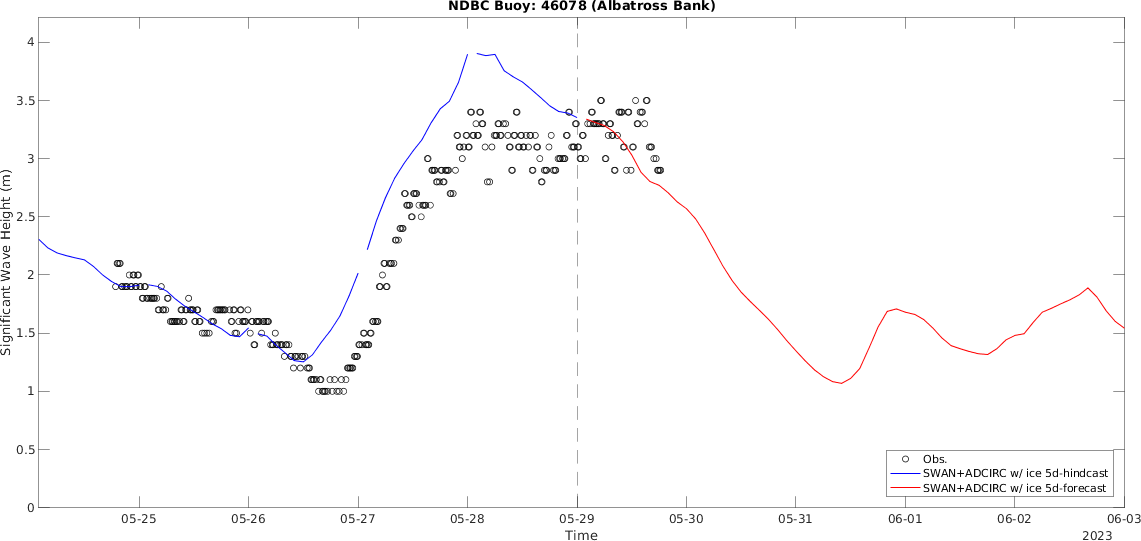 NDBC Buoy: 46078 (Albatross Bank)
Significant Wave Height (m)
4
3.5
3
2.5
2
1.5
1
0.5
0
Obs.
SWAN+ADCIRC w/ ice 5d-hindcast
SWAN+ADCIRC w/ ice 5d-forecast
05-25 05-26 05-27 05-28 05-29 05-30 05-31 06-01 06-02 06-03
Time 2023